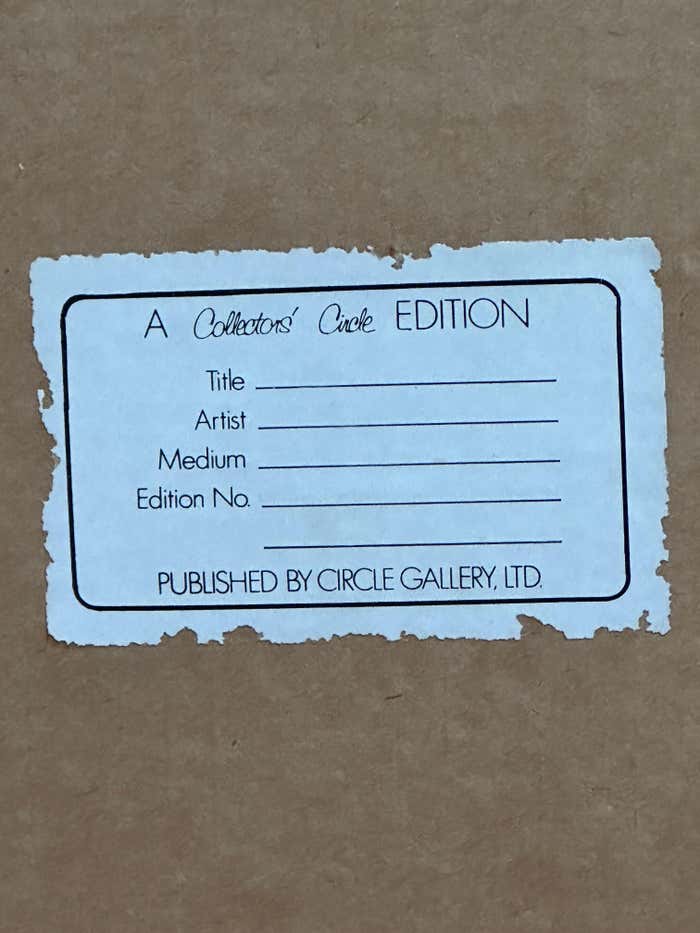 A Collectors' Circle EDITION
Title
Artist
Medium
Edition No.
PUBLISHED BY CIRCLE GALLERY, LTD.